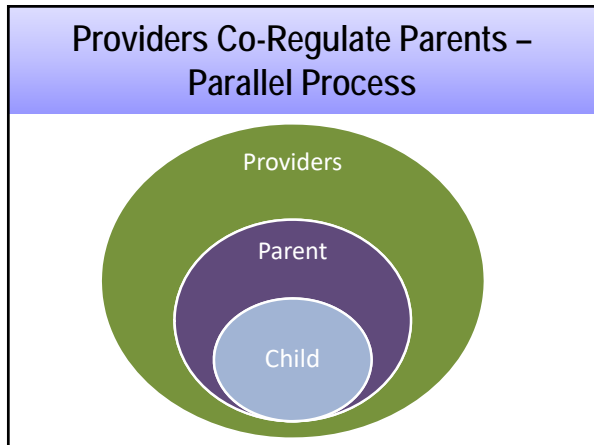 Providers Co-Regulate Parents –
Parallel Process
Providers
Parent
Child